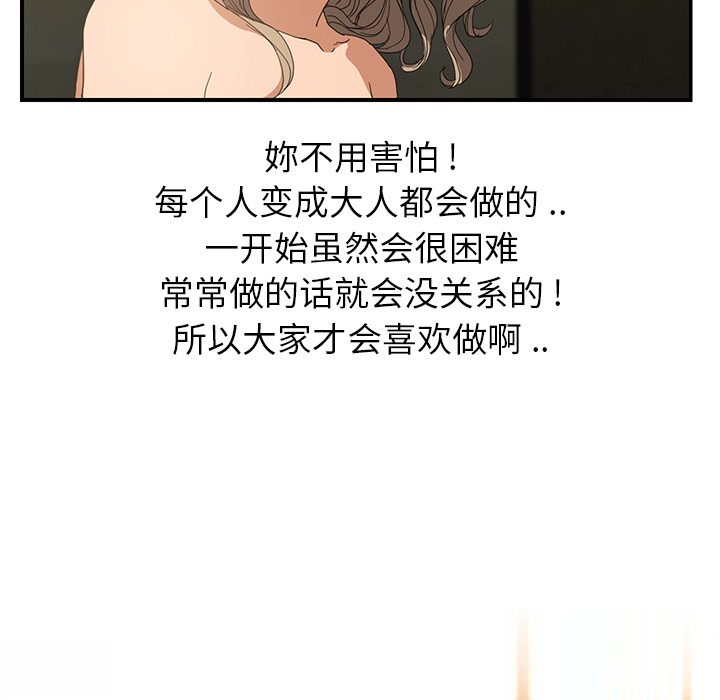 妳不用害怕!
每个人变成大人都会做的..
一开始虽然会很困难
常常做的话就会没关系的!
所以大家才会喜欢做啊..